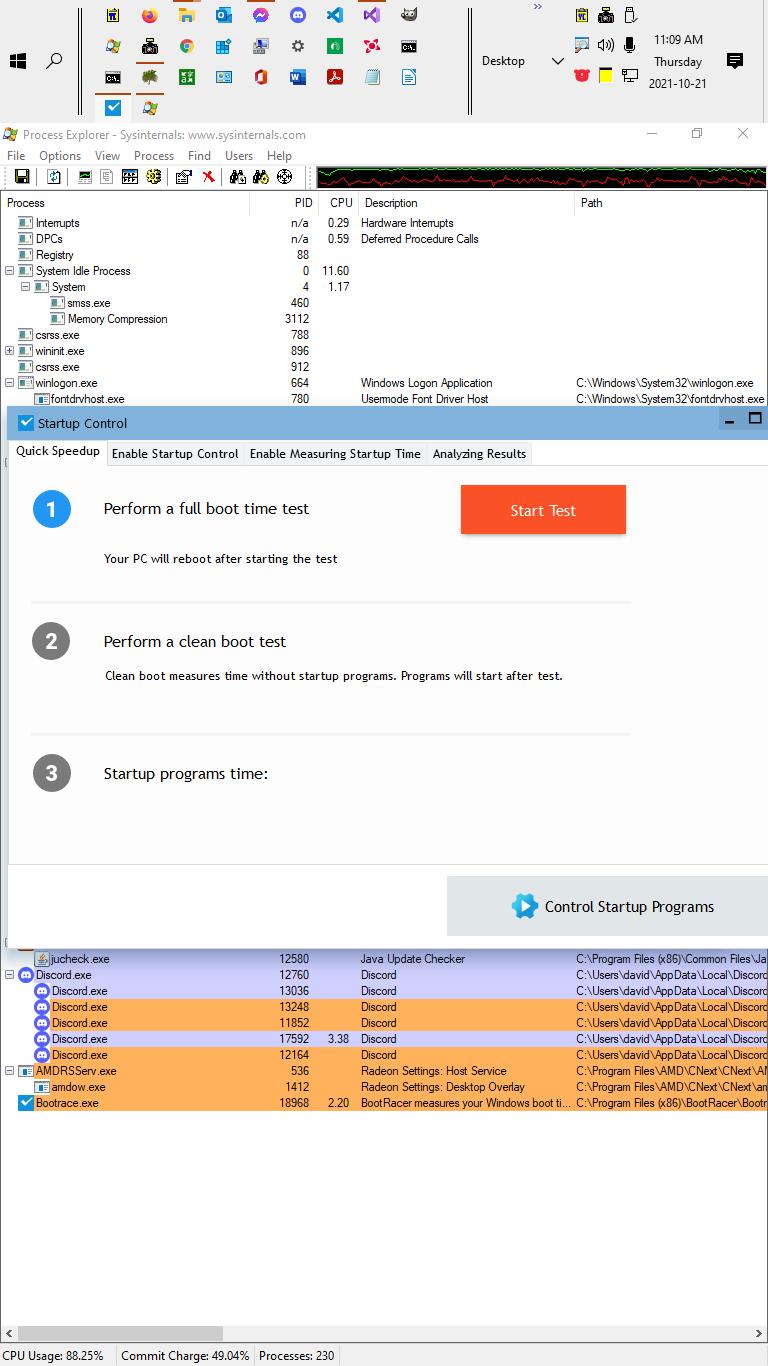 11:09 AM
Desktop
Thursday
2021-10-21
Process Explorer - Sysinternals: www.sysinternals.com
File Options View Process Find Users Help
Process PID CPU Description Path
Interrupts n/a 0.29 Hardware Interrupts
DPCs n/a 0.59 Deferred Procedure Calls
Registry 88
System Idle Process 0 11.60
System 4 1.17
smss.exe 460
Memory Compression 3112
csrss.exe 788
wininit.exe 896
csrss.exe 912
winlogon.exe 664 Windows Logon Application C:\Windows\System32\winlogon.exe
fontdrvhost.exe 780 Usermode Font Driver Host C:\Windows\System32\fontdrvhost.exe
Startup Control
Quick Speedup Enable Startup Control Enable Measuring Startup Time Analyzing Results
1 Perform a full boot time test Start Test
Your PC will reboot after starting the test
2 Perform a clean boot test
Clean boot measures time without startup programs. Programs will start after test.
3 Startup programs time:
Control Startup Programs
jucheck.exe 12580 Java Update Checker C:\Program Files (x86)\Common Files\Ja
Discord.exe 12760 Discord C:\Users\david\AppData\Local\Discord
Discord.exe 13036 Discord C:\Users\david\AppData\Local\Discord
Discord.exe 13248 Discord C:\Users\david\AppData\Local\Discord
Discord.exe 11852 Discord C:\Users\david\AppData\Local\Discord
Discord.exe 17592 3.38 Discord C:\Users\david\AppData\Local\Discord
Discord.exe 12164 Discord C:\Users\david\AppData\Local\Discord
AMDRSServ.exe 536 Radeon Settings: Host Service C:\Program Files\AMD\CNext\CNext\AM
amdow.exe 1412 Radeon Settings: Desktop Overlay C:\Program Files\AMD\CNext\CNext\am
Bootrace.exe 18968 2.20 BootRacer measures your Windows boot ti... C:\Program Files (x86)\BootRacer\Bootr
CPU Usage: 88.25% Commit Charge: 49.04% Processes: 230